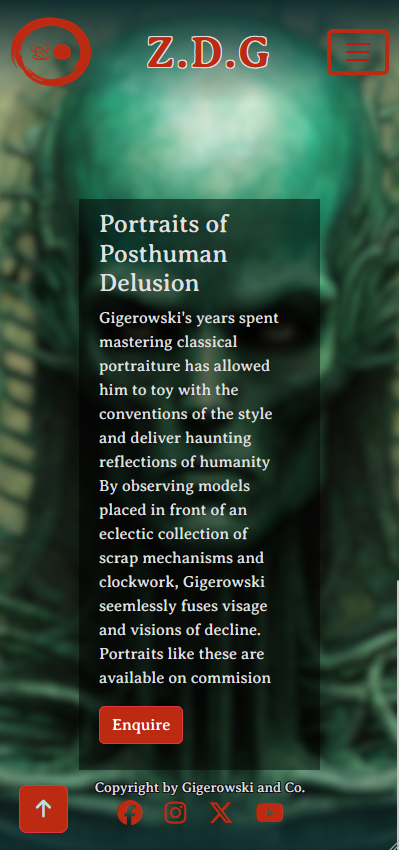 Z.D.G
Portraits of
Posthuman
Delusion
Gigerowski's years spent
mastering classical
portraiture has allowed
him to toy with the
conventions of the style
and deliver haunting
reflections of humanity
By observing models
placed in front of an
eclectic collection of
scrap mechanisms and
clockwork, Gigerowski
seemlessly fuses visage
and visions of decline.
Portraits like these are
available on commision
Enquire
Copyright by Gigerowski and Co.